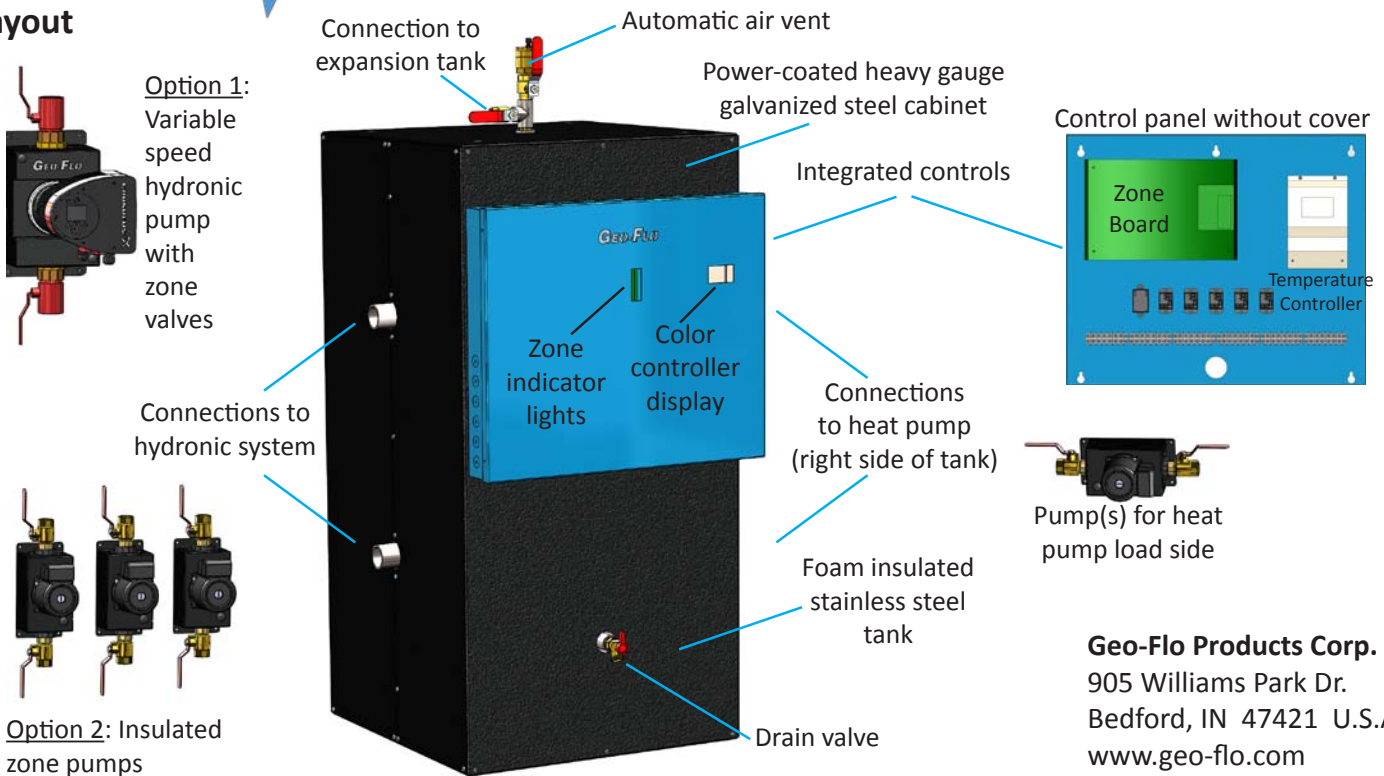 Connection to
expansion tank
Automatic air vent
Option 1:
Variable
speed
hydronic
pump
with
zone
valves
GEO-FLO
Power-coated heavy gauge
galvanized steel cabinet
Integrated controls
Control panel without cover
Zone
Board
Temperature
Controller
GEO-FLO
Zone
indicator
lights
Color
controller
display
Connections to
hydronic system
Connections
to heat pump
(right side of tank)
Pump(s) for heat
pump load side
Foam insulated
stainless steel
tank
Drain valve
Option 2: Insulated
zone pumps
Geo-Flo Products Corp.
905 Williams Park Dr.
Bedford, IN 47421
www.geo-flo.com